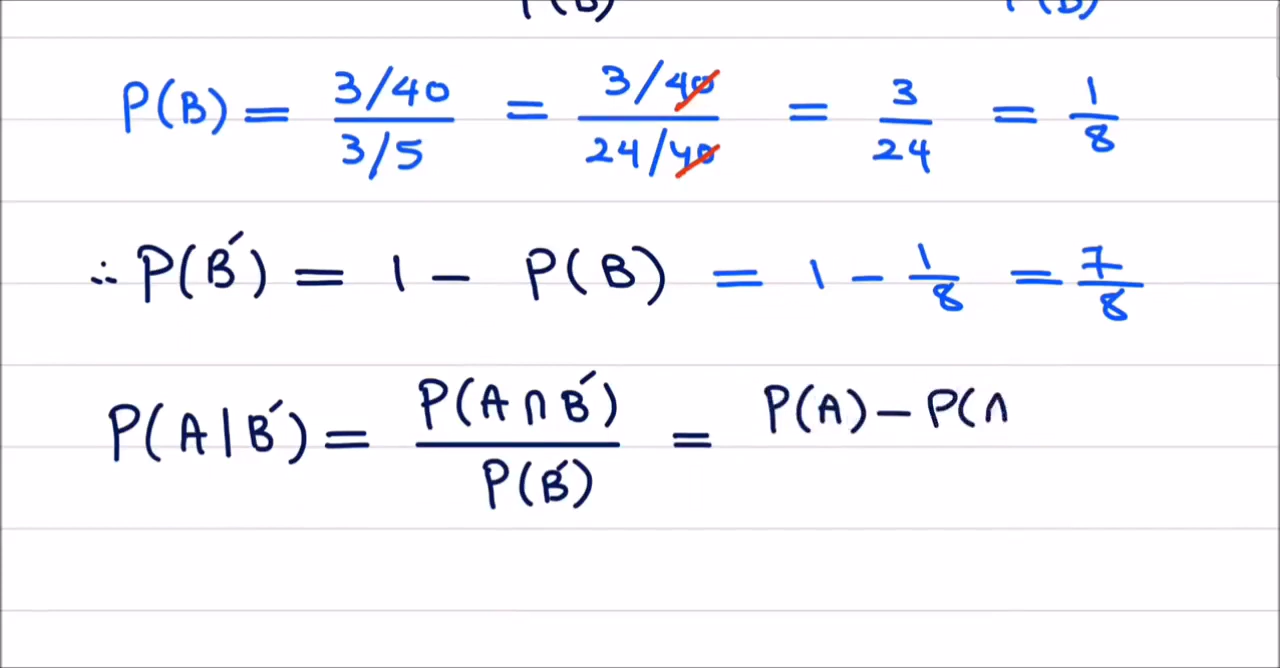 P(B) P(B)
P(B) = 3/40 / 3/5 = 3/40 / 24/40 = 3/24 = 1/8
∴ P(B′) = 1 − P(B) = 1 − 1/8 = 7/8
P(A|B′) = P(A∩B′) / P(B′) = P(A) − P(∩